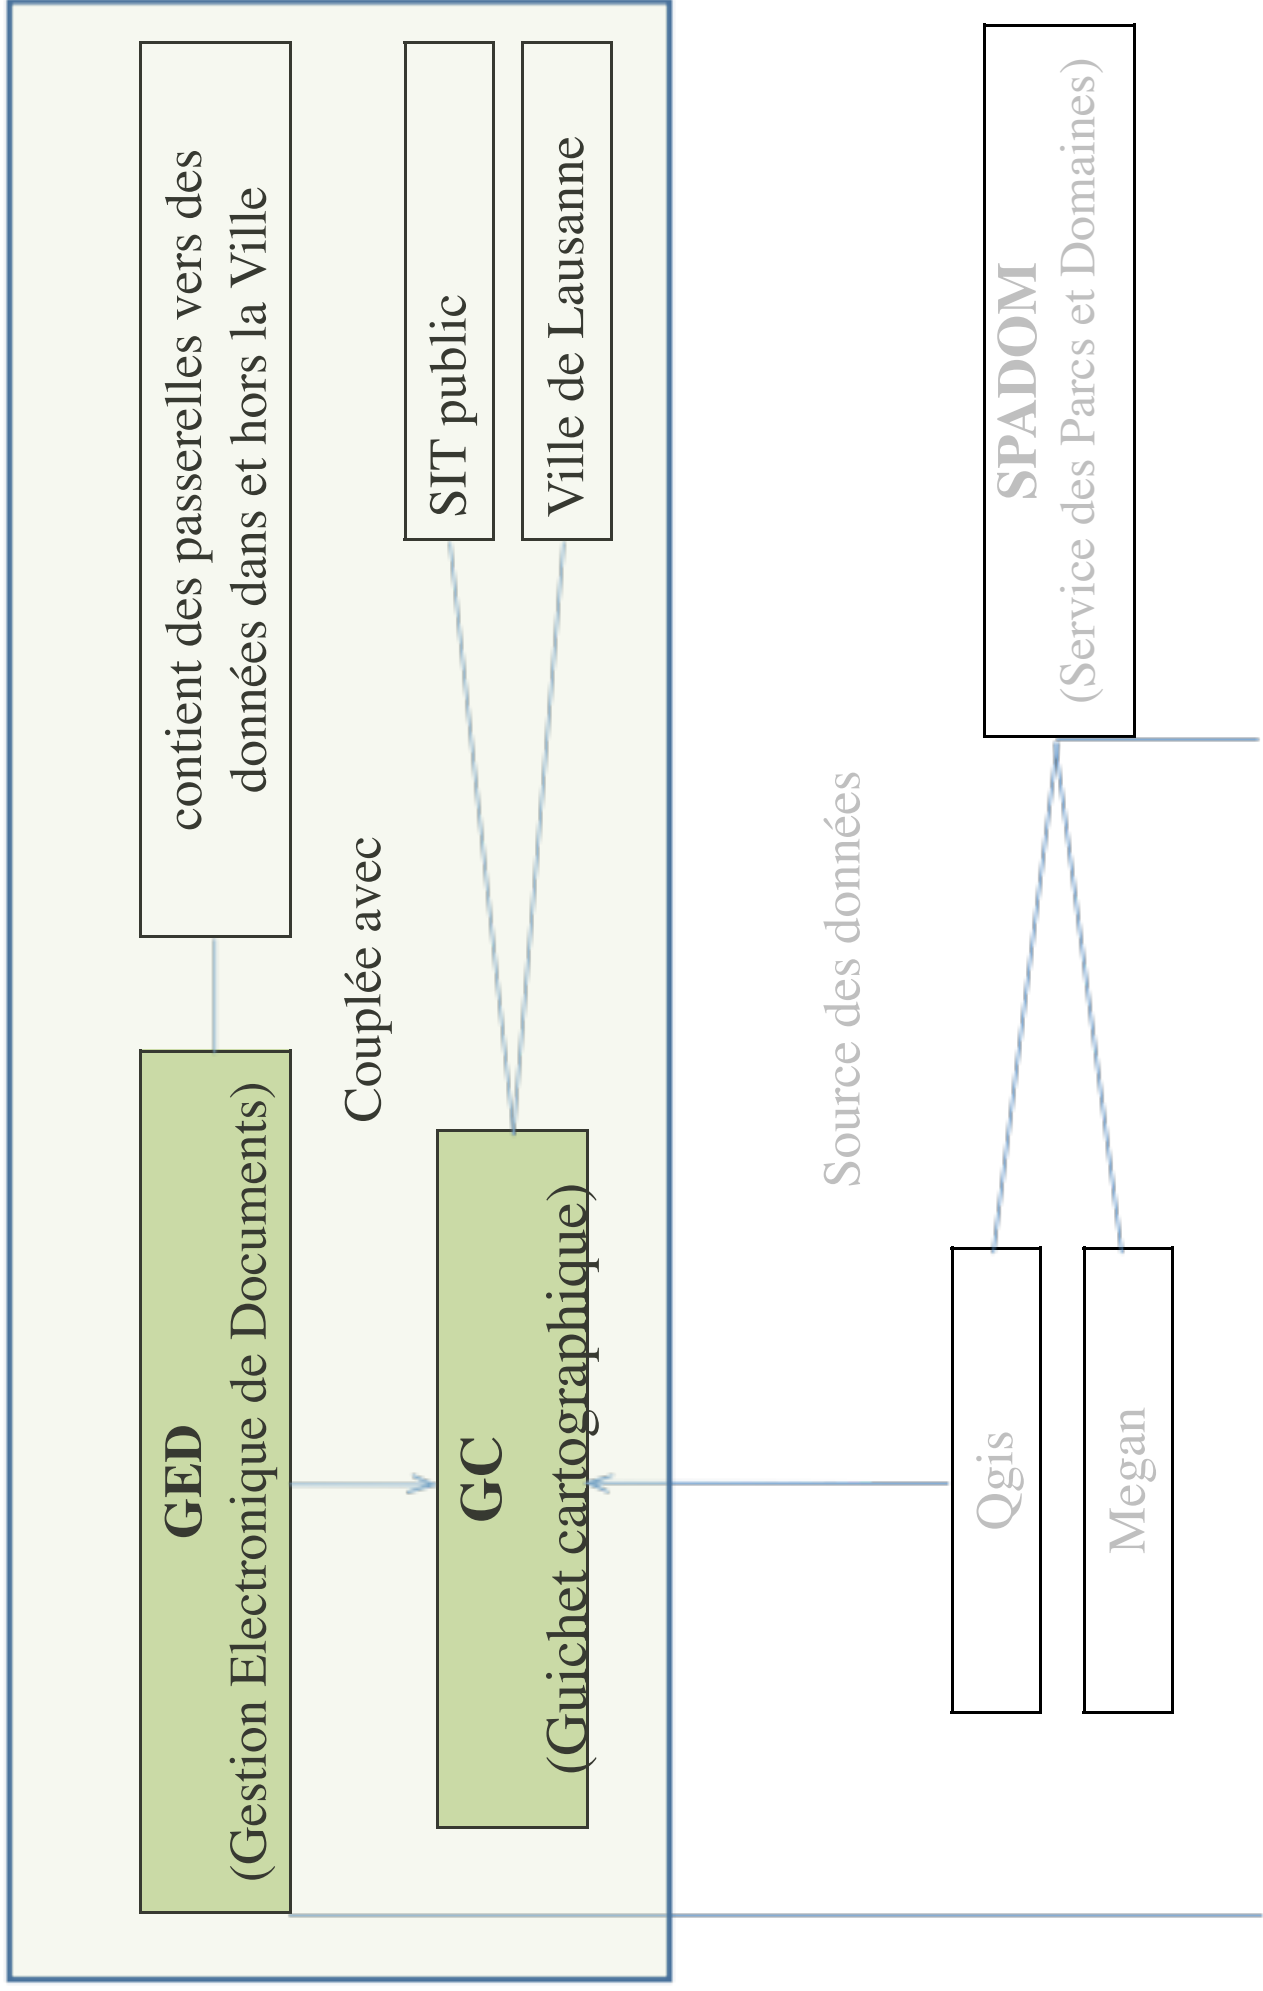 GED
(Gestion Electronique de Documents)
contient des passerelles vers des
données dans et hors la Ville
Couplée avec
GC
(Guichet cartographique)
SIT public
Ville de Lausanne
Source des données
Qgis
Megan
SPADOM
(Service des Parcs et Domaines)